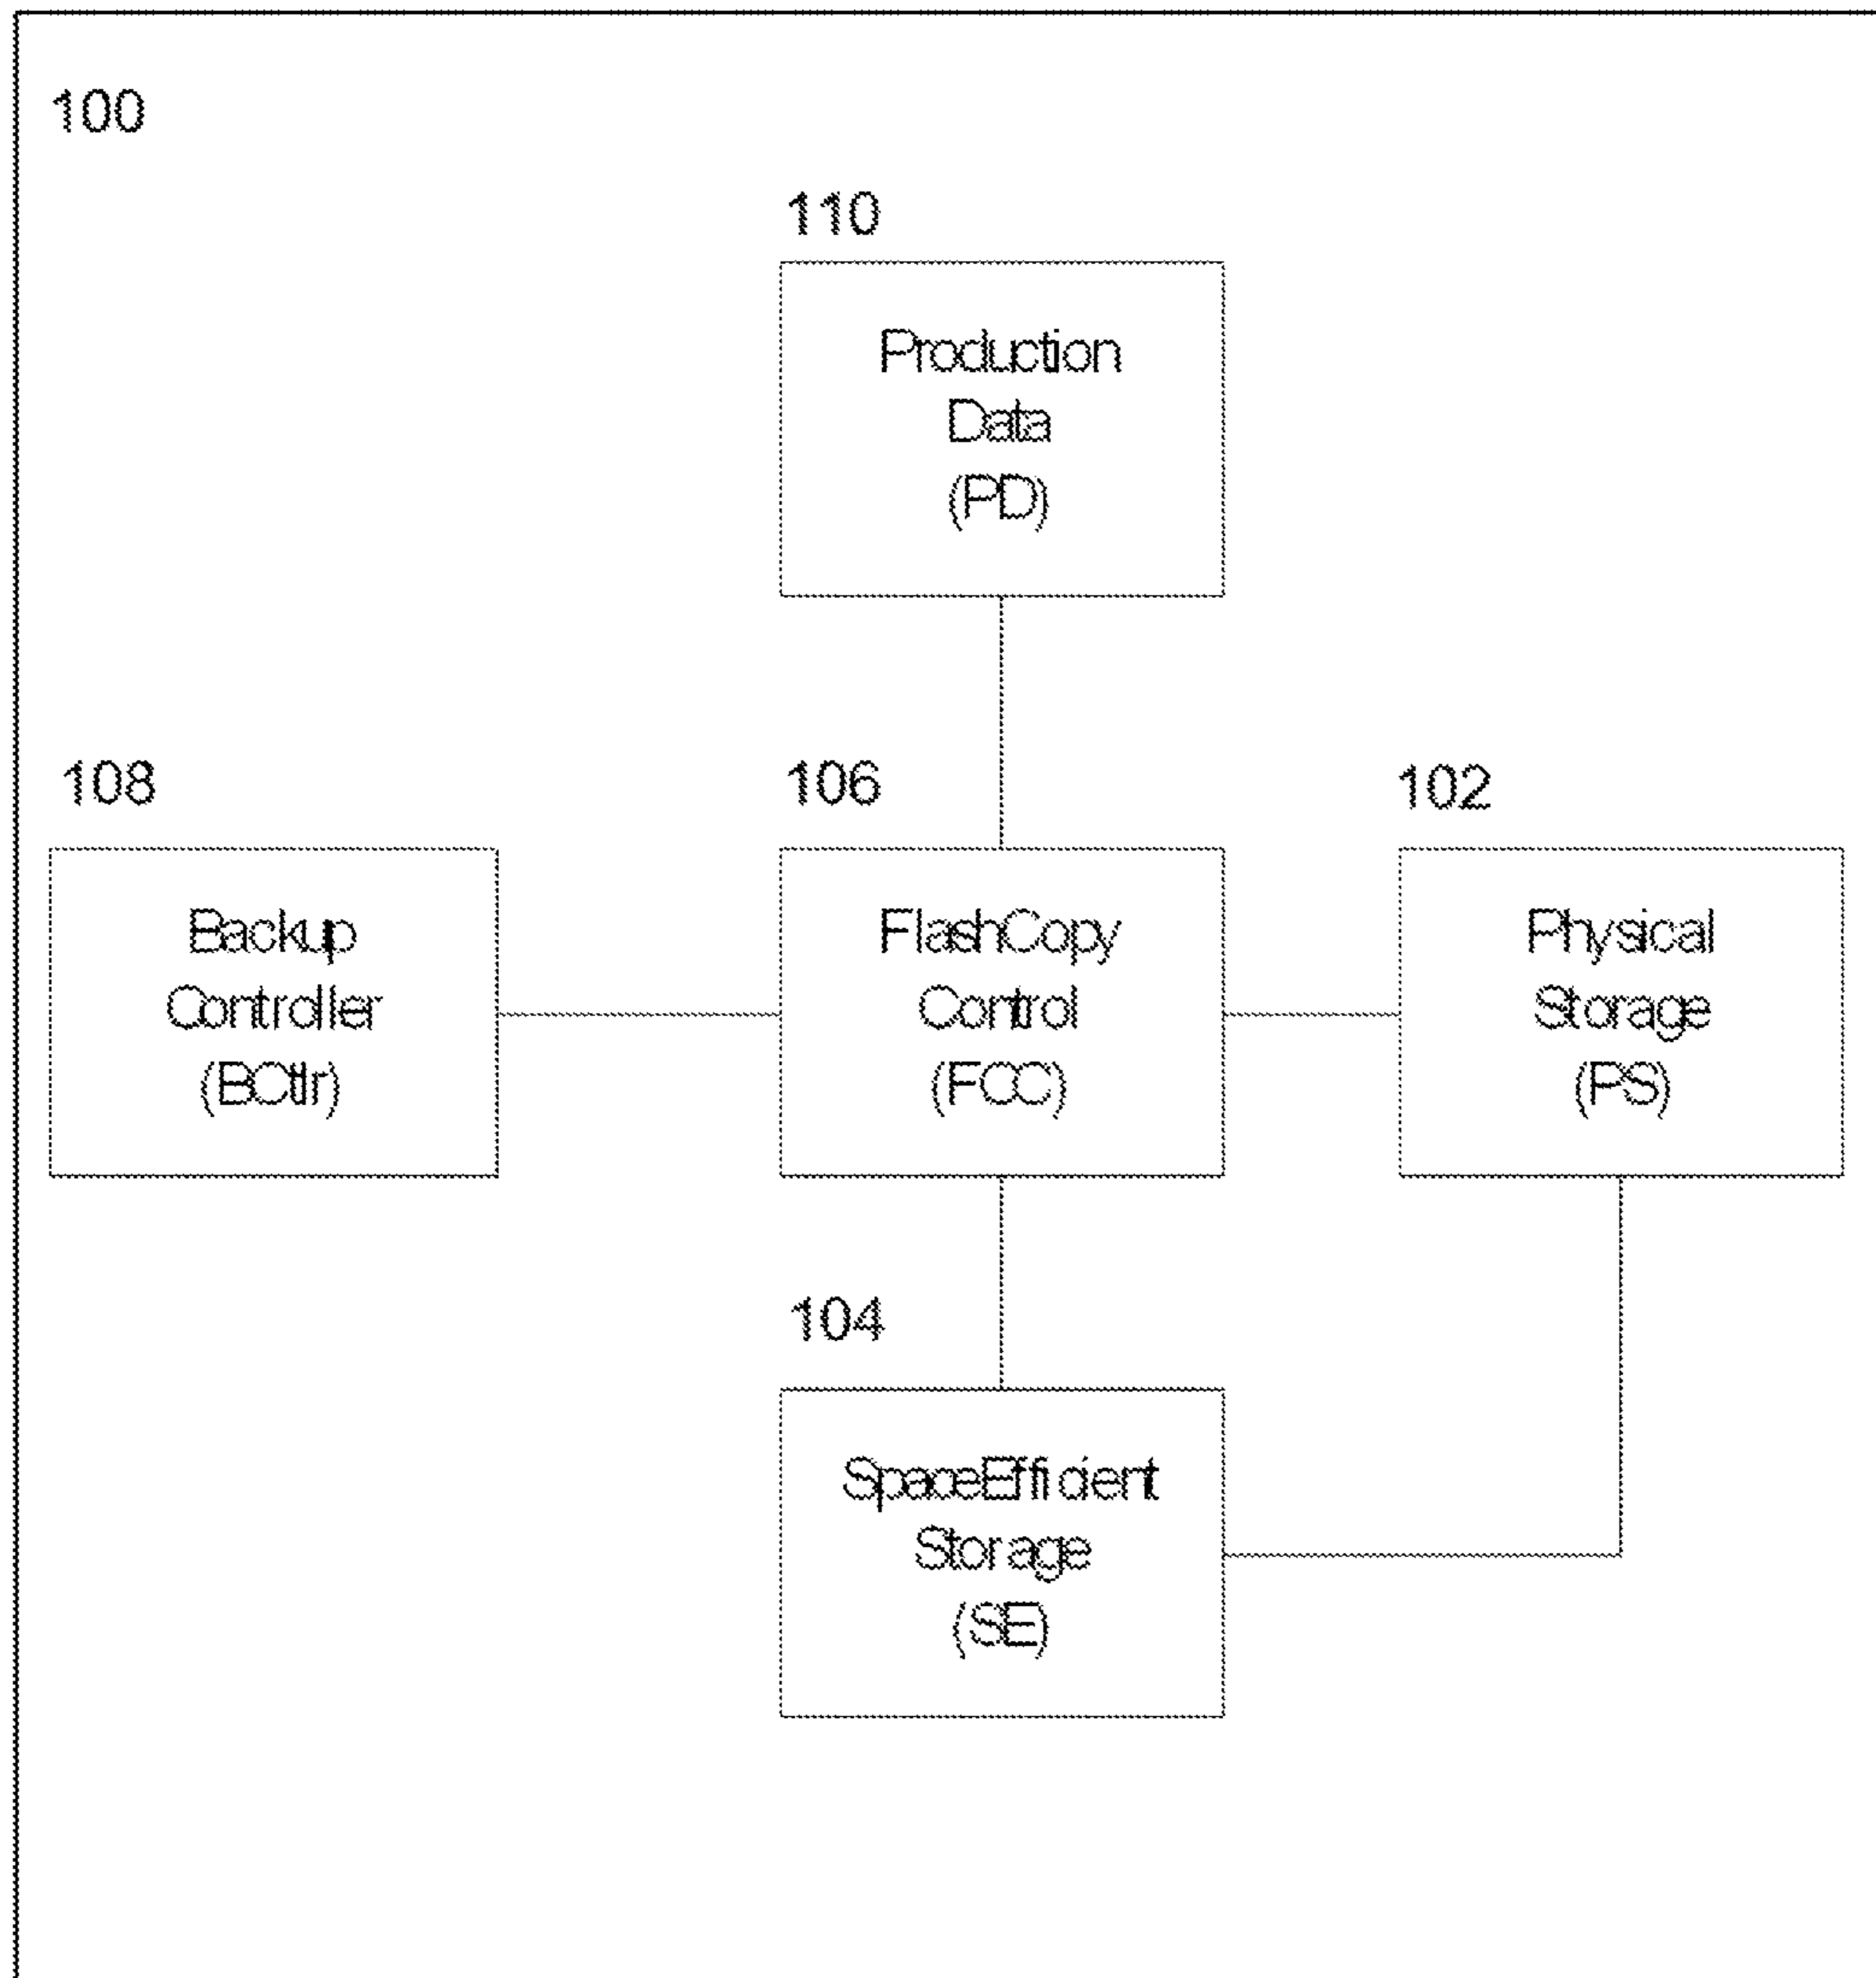 100
110
Production
Data
(PD)
108
106
102
Backup
Controller
(BCtlr)
FlashCopy
Control
(FCC)
Physical
Storage
(PS)
104
SpaceEfficient
Storage
(SE)